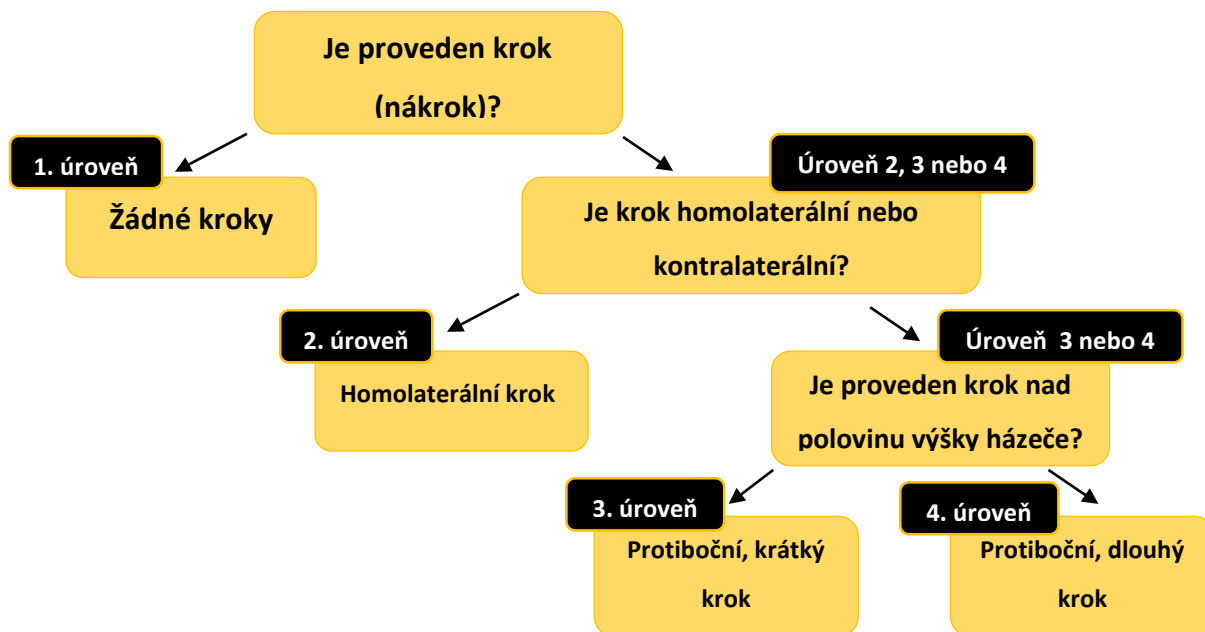 Je proveden krok
(nákrok)?
1. úroveň
Žádné kroky
Úroveň 2, 3 nebo 4
Je krok homolaterální nebo
kontralaterální?
2. úroveň
Homolaterální krok
Úroveň  3 nebo 4
Je proveden krok nad
polovinu výšky házeče?
3. úroveň
Protiboční, krátký
krok
4. úroveň
Protiboční, dlouhý
krok